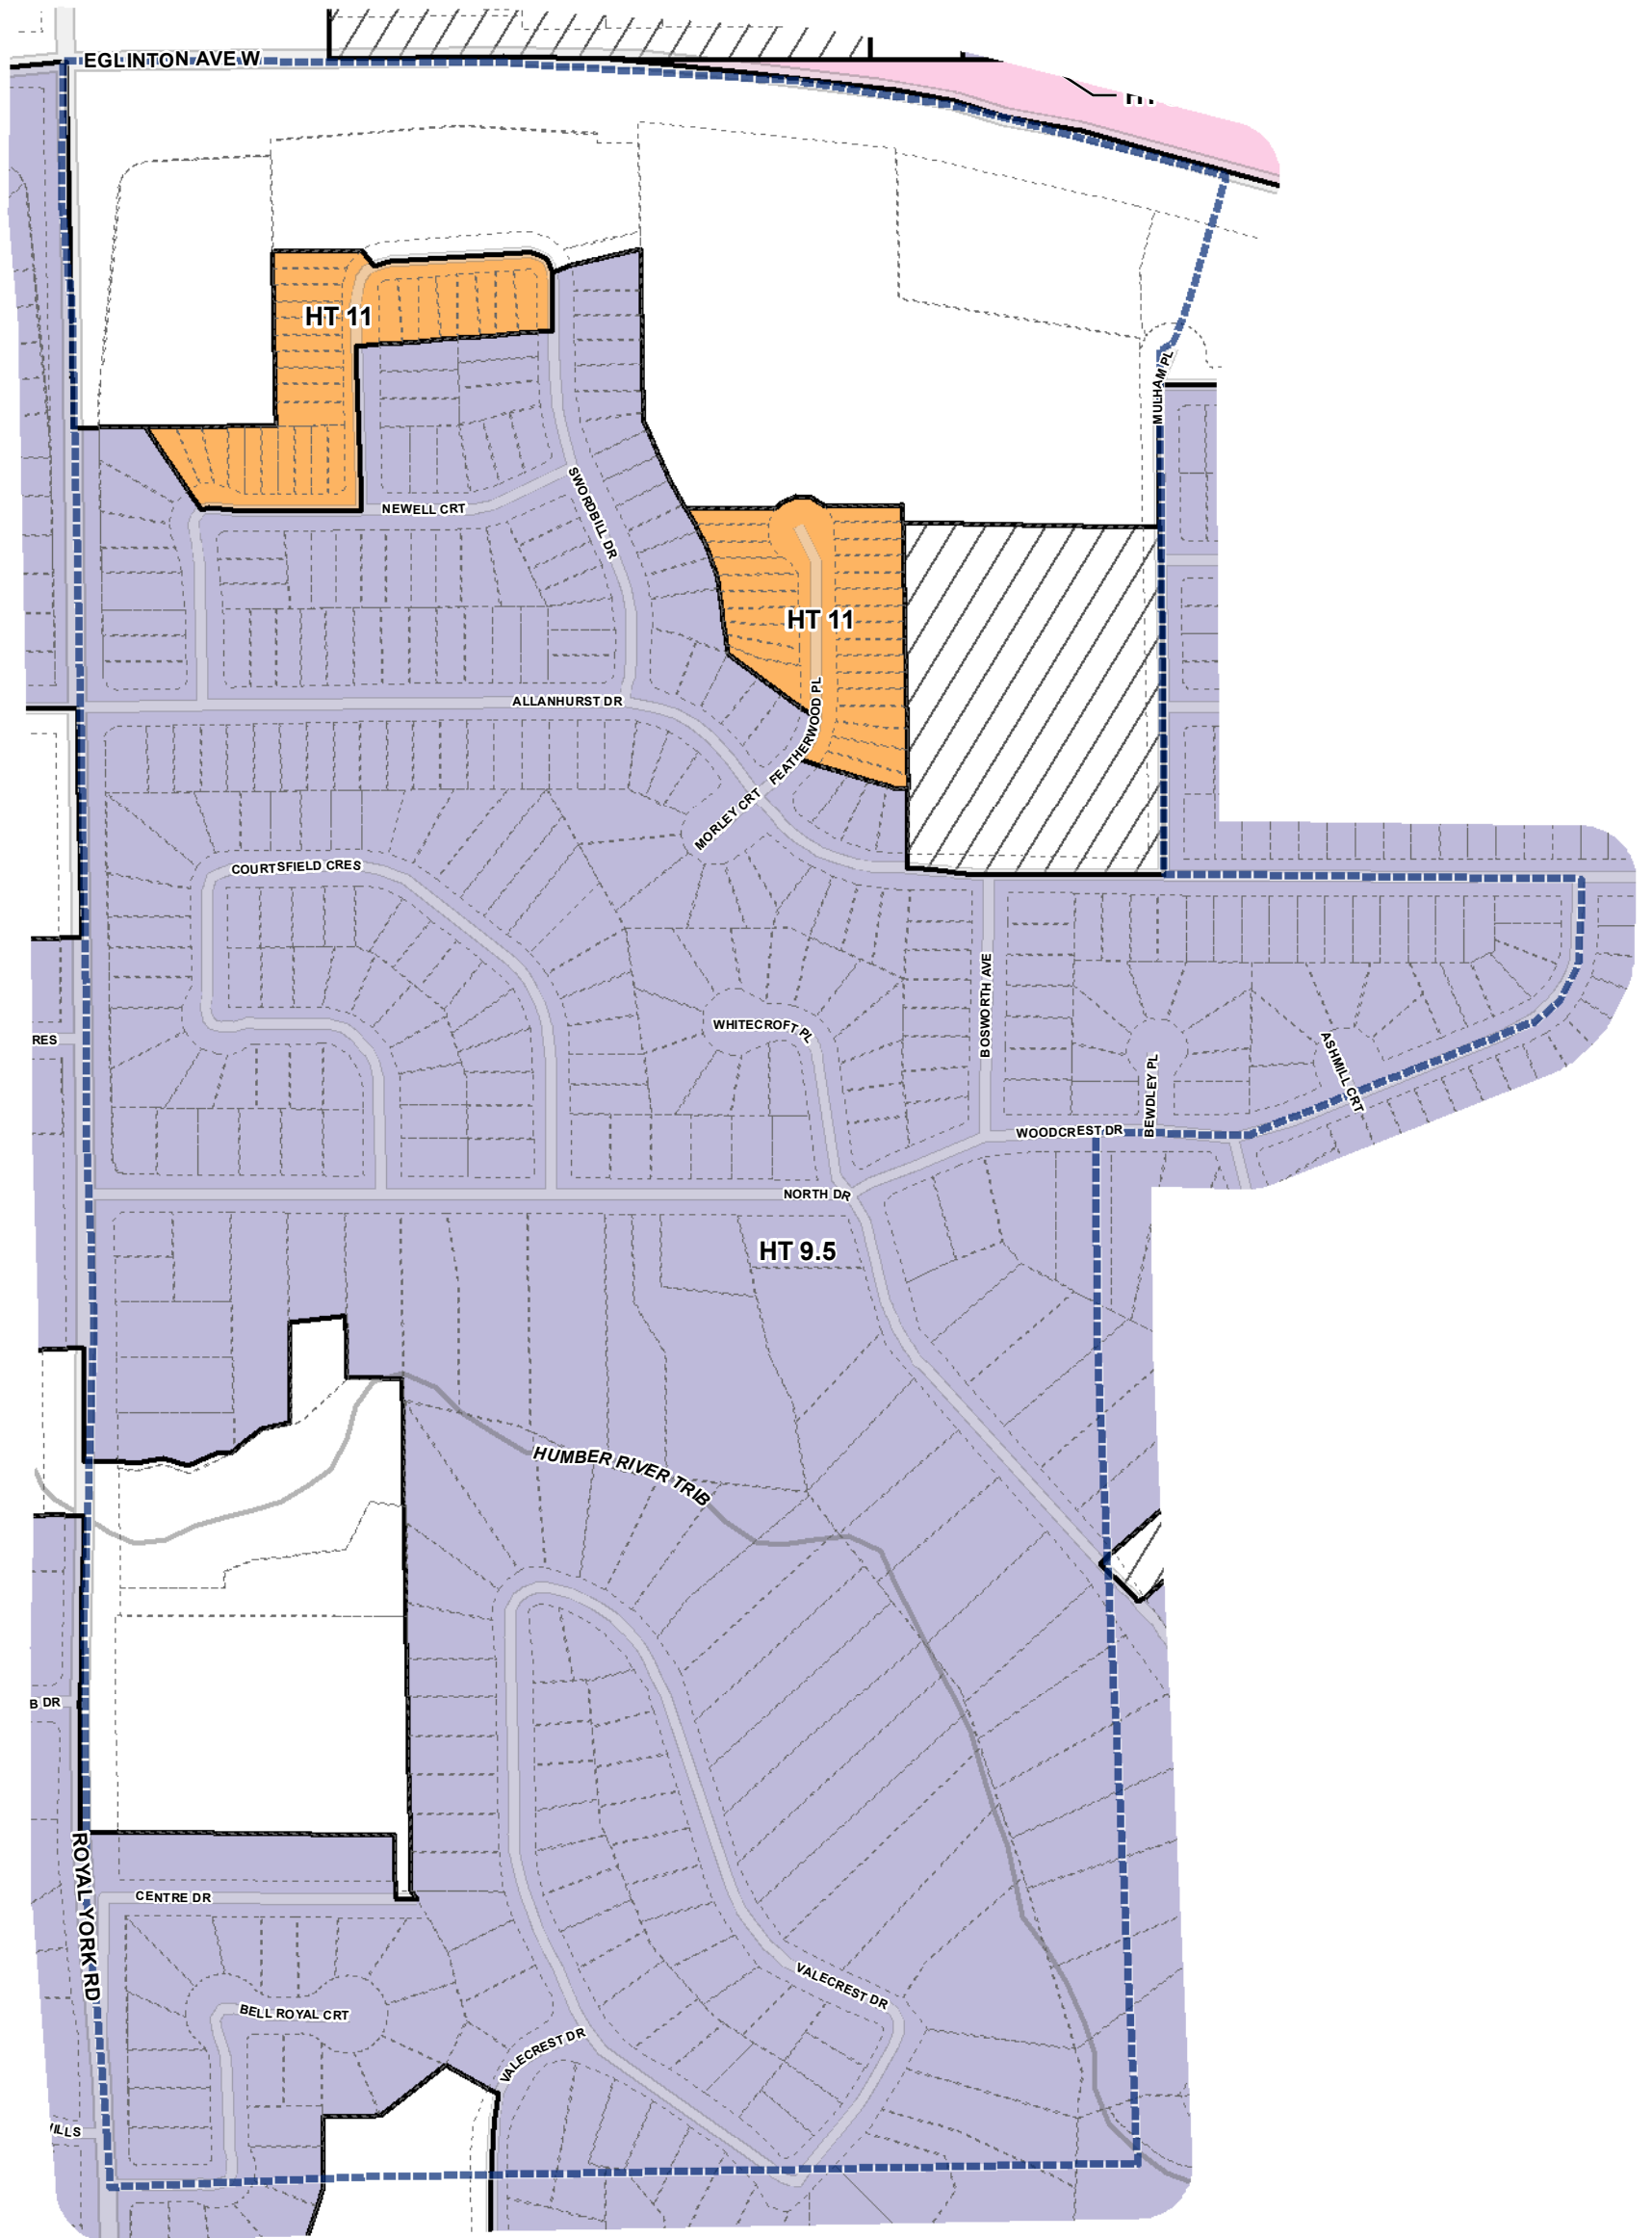 EGLINTON AVE W
HT 11
MULHAM PL
SWORDBILL DR
NEWELL CRT
HT 11
ALLANHURST DR
FEATHERWOOD PL
MORLEY CRT
COURTSFIELD CRES
BOSWORTH AVE
WHITECROFT PL
RES
ASHMILL CRT
BEWDLEY PL
WOODCREST DR
NORTH DR
HT 9.5
HUMBER RIVER TRIB
B DR
ROYAL YORK RD
CENTRE DR
VALECREST DR
BELL ROYAL CRT
VALECREST DR
ILLS